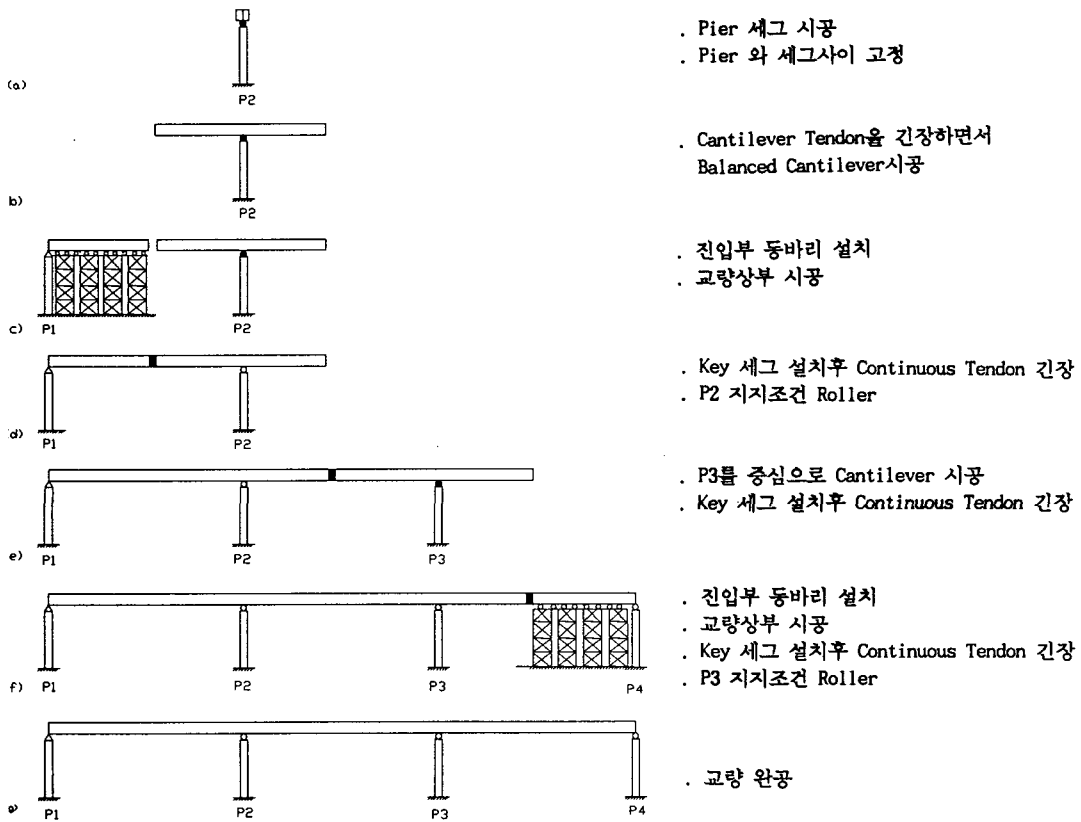 . Pier 세그 시공
. Pier 와 세그사이 고정
(a)
P2
. Cantilever Tendon을 긴장하면서
Balanced Cantilever시공
b)
P2
. 진입부 동바리 설치
. 교량상부 시공
c)
P1
P2
. Key 세그 설치후 Continuous Tendon 긴장
. P2 지지조건 Roller
d)
P1
P2
. P3를 중심으로 Cantilever 시공
. Key 세그 설치후 Continuous Tendon 긴장
e)
P1
P2
P3
. 진입부 동바리 설치
. 교량상부 시공
. Key 세그 설치후 Continuous Tendon 긴장
. P3 지지조건 Roller
f)
P1
P2
P3
P4
. 교량 완공
P1
P2
P3
P4